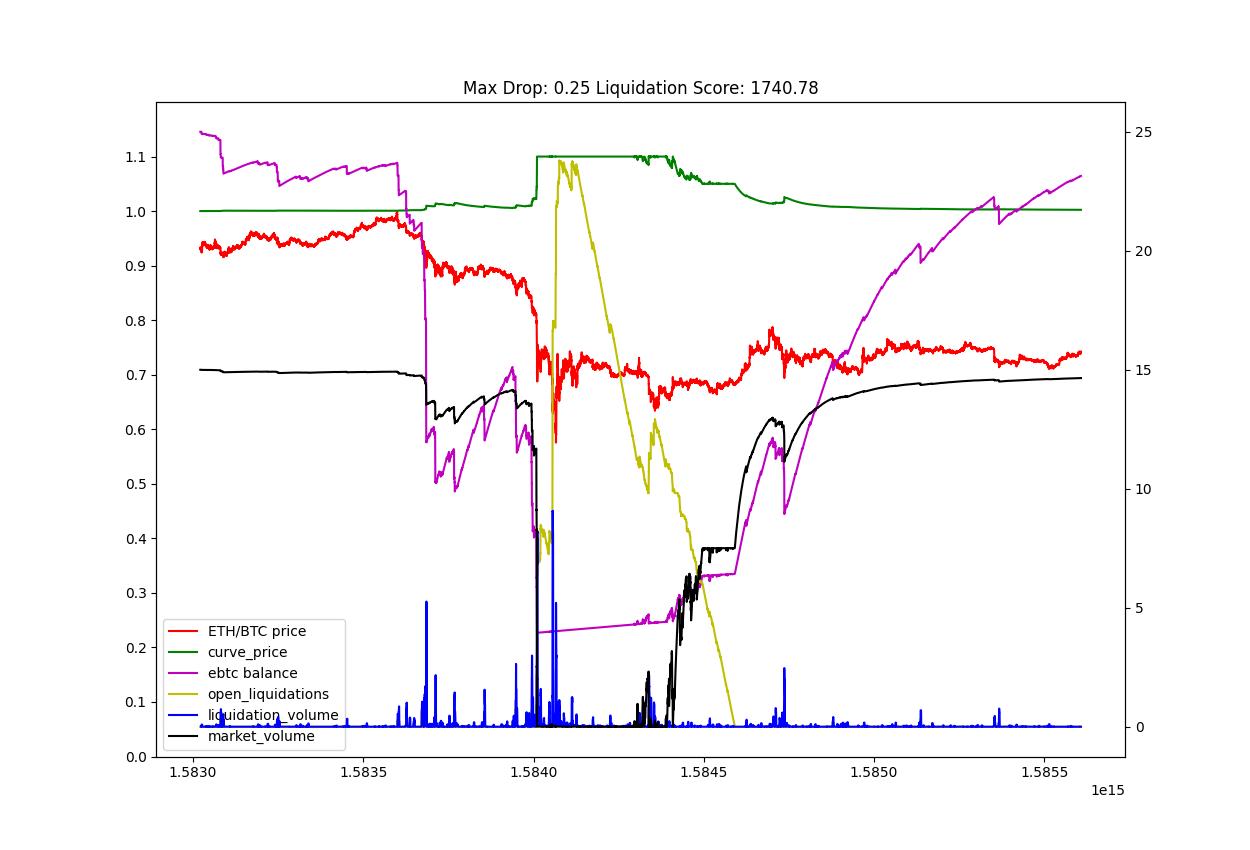 Max Drop: 0.25 Liquidation Score: 1740.78
1.1
1.0
0.9
0.8
0.7
0.6
0.5
0.4
0.3
0.2
0.1
0.0
25
20
15
10
5
0
ETH/BTC price
curve_price
ebtc balance
open_liquidations
liquidation_volume
market_volume
1.5830 1.5835 1.5840 1.5845 1.5850 1.5855
1e15